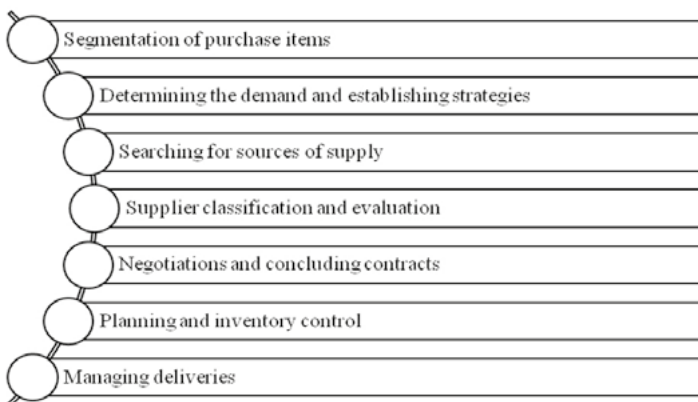 Segmentation of purchase items
Determining the demand and establishing strategies
Searching for sources of supply
Supplier classification and evaluation
Negotiations and concluding contracts
Planning and inventory control
Managing deliveries